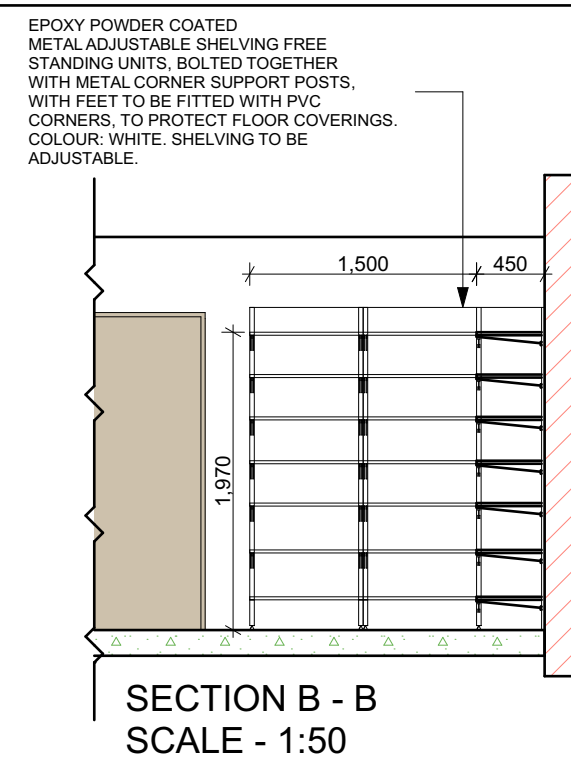 EPOXY POWDER COATED
METAL ADJUSTABLE SHELVING FREE
STANDING UNITS, BOLTED TOGETHER
WITH METAL CORNER SUPPORT POSTS,
WITH FEET TO BE FITTED WITH PVC
CORNERS, TO PROTECT FLOOR COVERINGS.
COLOUR: WHITE. SHELVING TO BE
ADJUSTABLE.
1,500
450
1,970
SECTION B - B
SCALE - 1:50